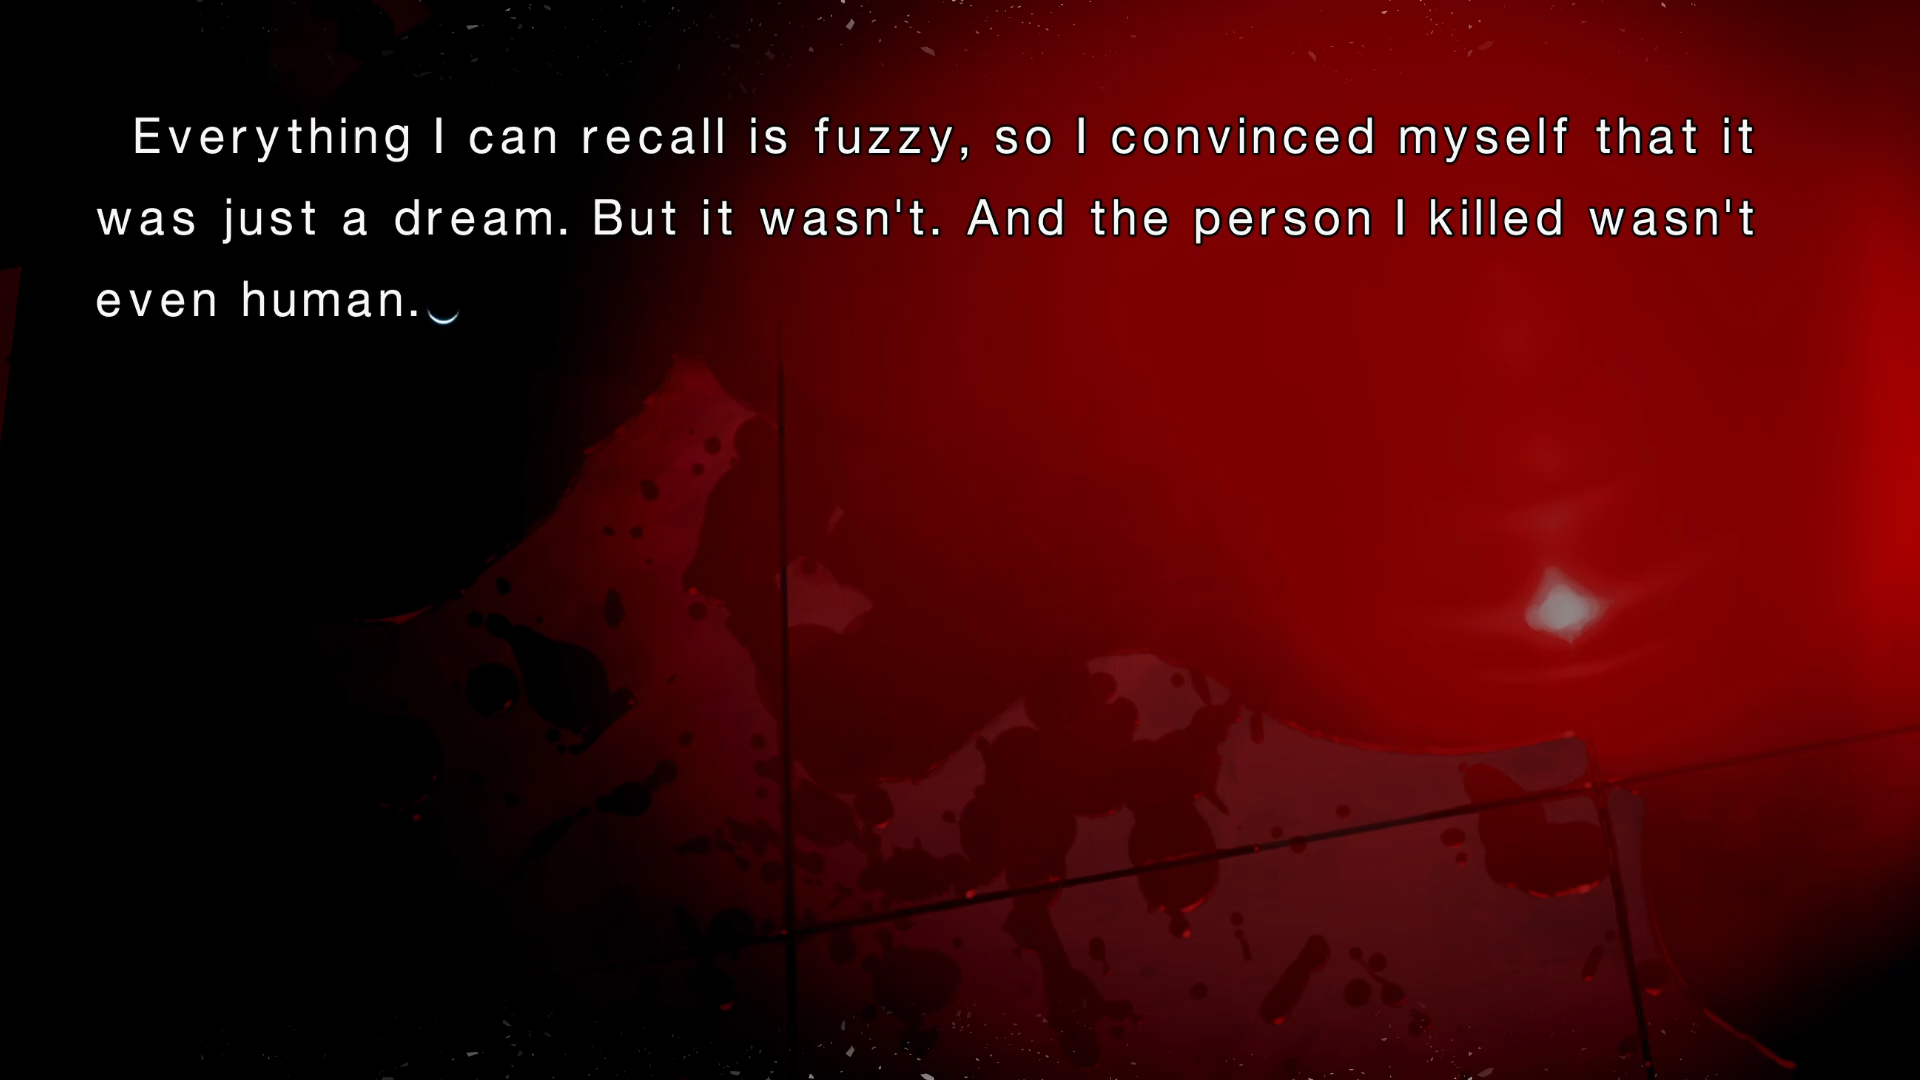 Everything I can recall is fuzzy, so I convinced myself that it
was just a dream. But it wasn't. And the person I killed wasn't
even human.